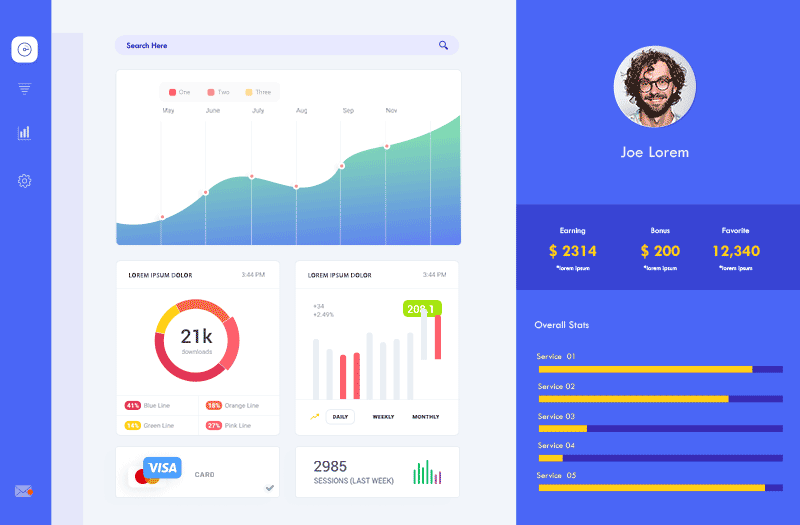 Search Here
One Two Three
May June July Aug Sep Nov
LOREM IPSUM DOLOR 3:44 PM
21k
Downloads
41% Blue Line 18% Orange Line
14% Green Line 27% Pink Line
LOREM IPSUM DOLOR 3:44 PM
+34
+2.49%
208.1
DAILY WEEKLY MONTHLY
VISA CARD
2985
SESSIONS (LAST WEEK)
Joe Lorem
Earning Bonus Favorite
$ 2314 $ 200 12,340
*lorem ipsum *lorem ipsum *lorem ipsum
Overall Stats
Service 01
Service 02
Service 03
Service 04
Service 05